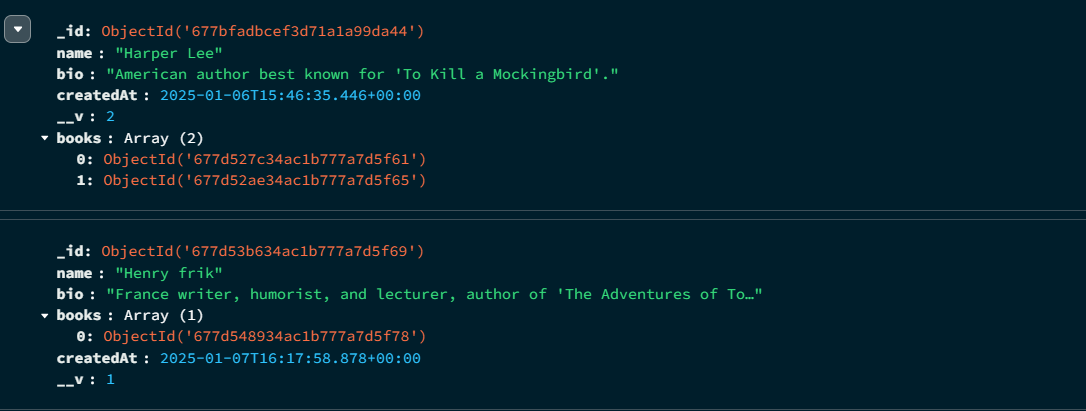 _id: ObjectId('677bfadbcef3d71a1a99da44')
name : "Harper Lee"
bio : "American author best known for 'To Kill a Mockingbird'."
createdAt : 2025-01-06T15:46:35.446+00:00
__v : 2
books : Array (2)
0: ObjectId('677d527c34ac1b777a7d5f61')
1: ObjectId('677d52ae34ac1b777a7d5f65')
_id: ObjectId('677d53b634ac1b777a7d5f69')
name : "Henry frik"
bio : "France writer, humorist, and lecturer, author of 'The Adventures of To…"
books : Array (1)
0: ObjectId('677d548934ac1b777a7d5f78')
createdAt : 2025-01-07T16:17:58.878+00:00
__v : 1